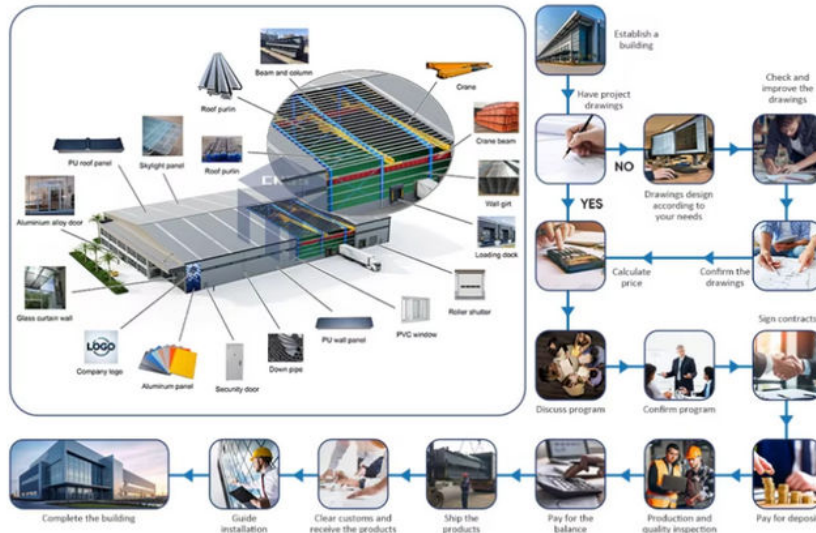 Beam and column
Crane
Roof purlin
PU roof panel
Skylight panel
Roof purlin
Crane beam
Wall girt
Aluminium alloy door
Loading dock
Glass curtain wall
Roller shutter
PVC window
LOGO
Company logo
Aluminum panel
Security door
Down pipe
PU wall panel
Establish a
building
Have project
drawings
Check and
improve the
drawings
NO
YES
Drawings design
according to
your needs
Calculate
price
Confirm the
drawings
Sign contracts
Discuss program
Confirm program
Complete the building
Guide
installation
Clear customs and
receive the products
Ship the
products
Pay for the
balance
Production and
quality inspection
Pay for deposit